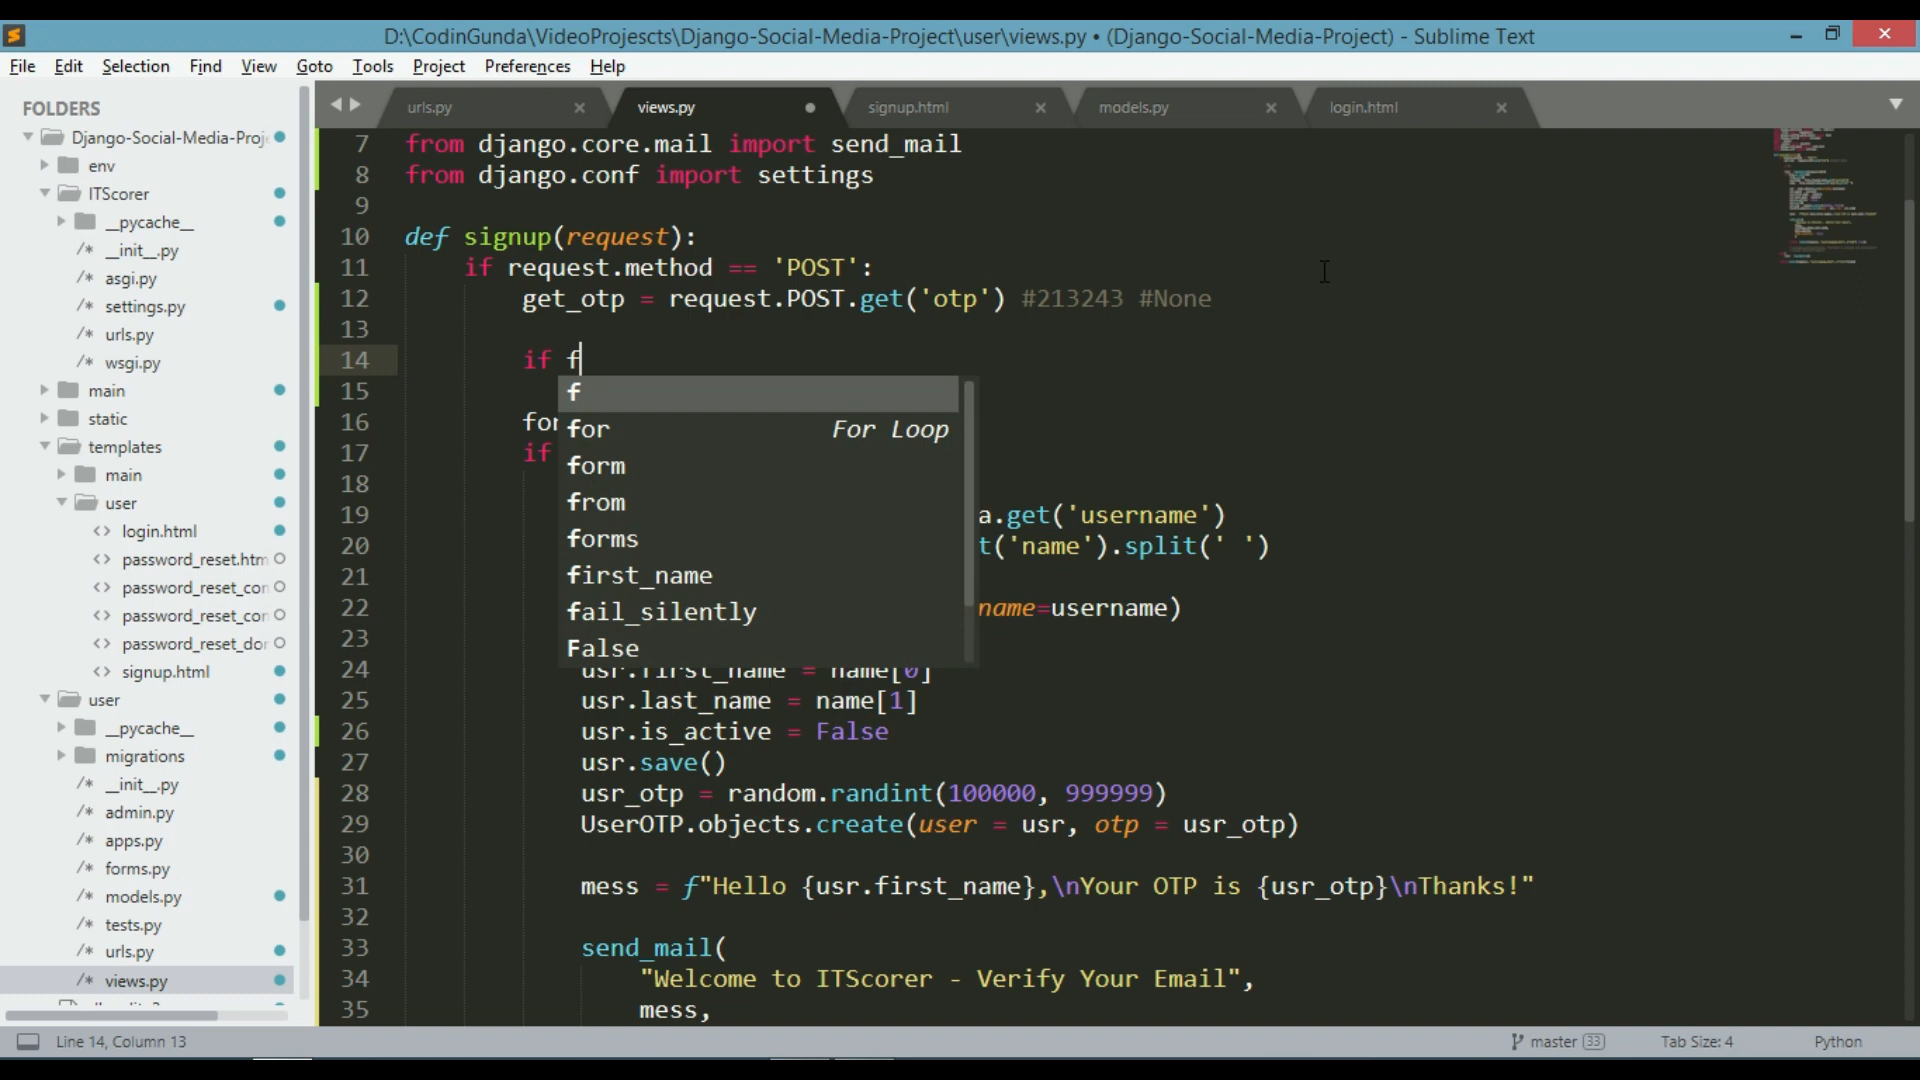 D:\CodinGunda\VideoProjescts\Django-Social-Media-Project\user\views.py • (Django-Social-Media-Project) - Sublime Text
File Edit Selection Find View Goto Tools Project Preferences Help
FOLDERS
Django-Social-Media-Proj
env
ITScorer
__pycache__
/* __init__.py
/* asgi.py
/* settings.py
/* urls.py
/* wsgi.py
main
static
templates
main
user
<> login.html
<> password_reset.htm
<> password_reset_con
<> password_reset_con
<> password_reset_do
<> signup.html
user
__pycache__
migrations
/* __init__.py
/* admin.py
/* apps.py
/* forms.py
/* models.py
/* tests.py
/* urls.py
/* views.py
urls.py views.py signup.html models.py login.html
7 from django.core.mail import send_mail
8 from django.conf import settings
9
10 def signup(request):
11 if request.method == 'POST':
12 get_otp = request.POST.get('otp') #213243 #None
13
14 if f
15
16 for
17 if
18
19 a.get('username')
20 t('name').split(' ')
21
22 name=username)
23
24 usr.first_name = name[0]
25 usr.last_name = name[1]
26 usr.is_active = False
27 usr.save()
28 usr_otp = random.randint(100000, 999999)
29 UserOTP.objects.create(user = usr, otp = usr_otp)
30
31 mess = f"Hello {usr.first_name},\nYour OTP is {usr_otp}\nThanks!"
32
33 send_mail(
34 "Welcome to ITScorer - Verify Your Email",
35 mess,
f
for For Loop
form
from
forms
first_name
fail_silently
False
Line 14, Column 13 master 33 Tab Size: 4 Python